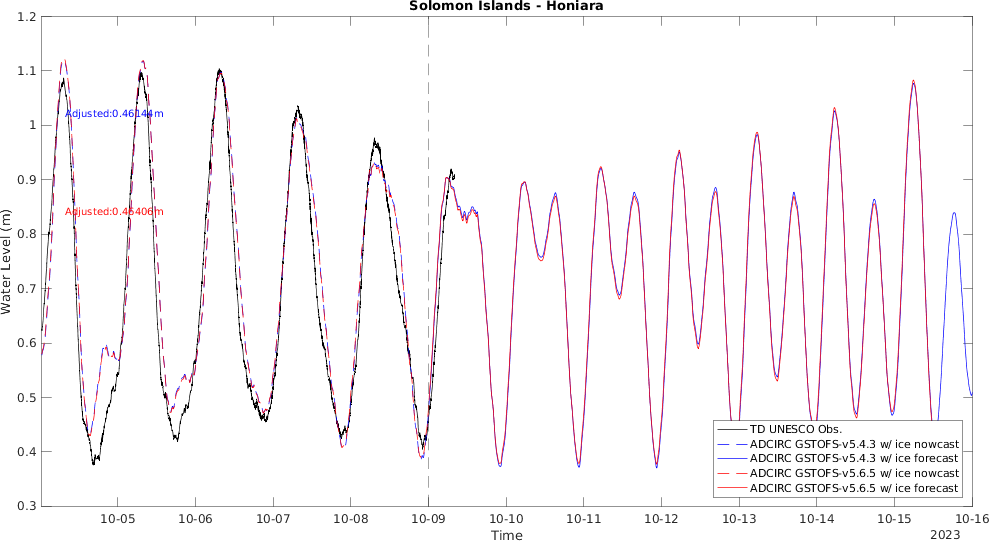 Solomon Islands - Honiara
1.2
1.1
1
0.9
0.8
0.7
0.6
0.5
0.4
0.3
Water Level (m)
Adjusted:0.46144m
Adjusted:0.46406m
TD UNESCO Obs.
ADCIRC GSTOFS-v5.4.3 w/ ice nowcast
ADCIRC GSTOFS-v5.4.3 w/ ice forecast
ADCIRC GSTOFS-v5.6.5 w/ ice nowcast
ADCIRC GSTOFS-v5.6.5 w/ ice forecast
10-05 10-06 10-07 10-08 10-09 10-10 10-11 10-12 10-13 10-14 10-15 10-16
Time
2023